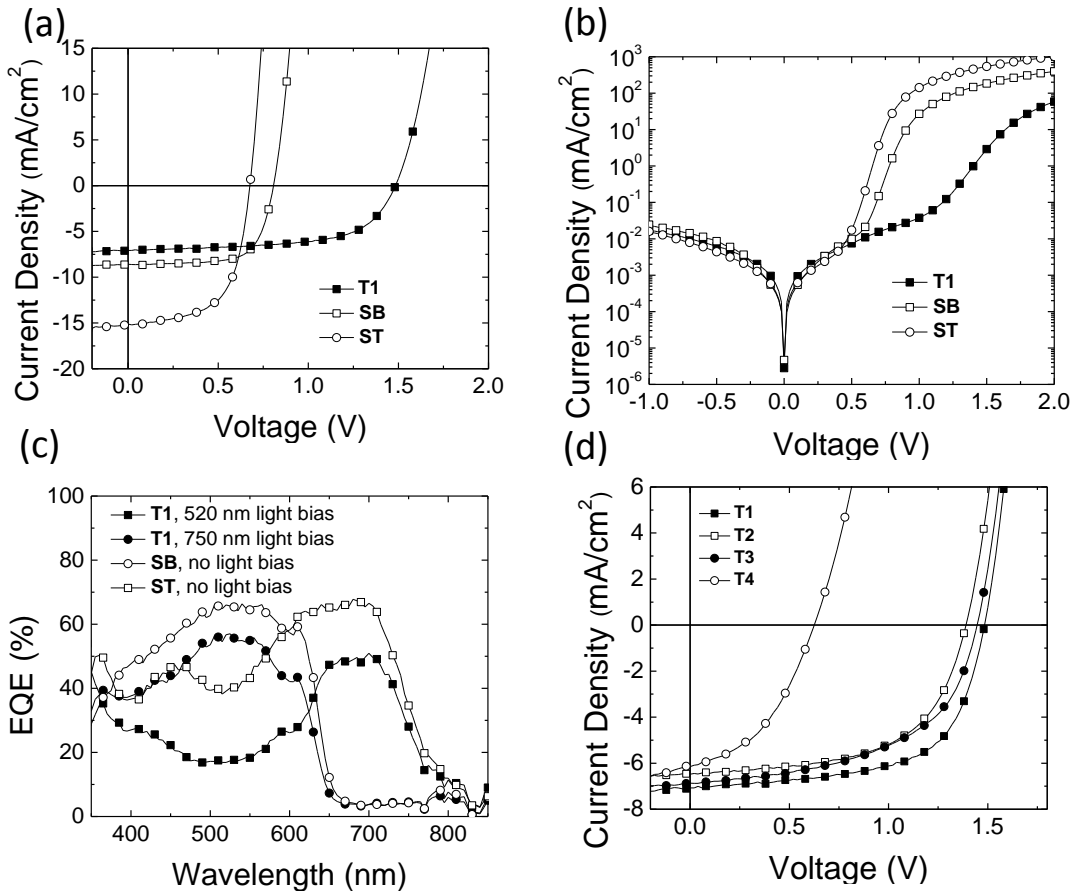 (a)
15
10
5
0
-5
-10
-15
-20
0.0 0.5 1.0 1.5 2.0
Current Density (mA/cm²)
Voltage (V)
T1
SB
ST
(b)
10³
10²
10¹
10⁰
10⁻¹
10⁻²
10⁻³
10⁻⁴
10⁻⁵
10⁻⁶
-1.0 -0.5 0.0 0.5 1.0 1.5 2.0
Current Density (mA/cm²)
Voltage (V)
T1
SB
ST
(c)
100
80
60
40
20
0
400 500 600 700 800
EQE (%)
Wavelength (nm)
T1, 520 nm light bias
T1, 750 nm light bias
SB, no light bias
ST, no light bias
(d)
6
4
2
0
-2
-4
-6
-8
0.0 0.5 1.0 1.5
Current Density (mA/cm²)
Voltage (V)
T1
T2
T3
T4